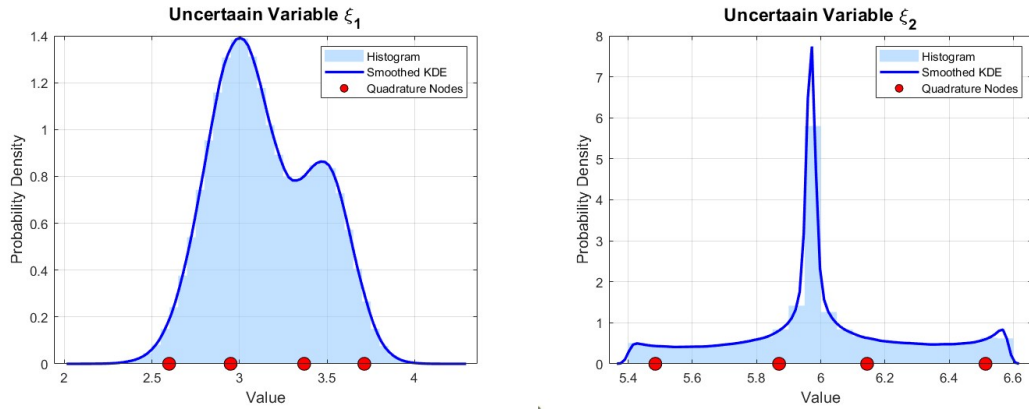 Uncertaain Variable ξ1
1.4
1.2
1
0.8
0.6
0.4
0.2
0
Probability Density
Histogram
Smoothed KDE
Quadrature Nodes
2
2.5
3
3.5
4
Value
Uncertaain Variable ξ2
8
7
6
5
4
3
2
1
0
Probability Density
Histogram
Smoothed KDE
Quadrature Nodes
5.4
5.6
5.8
6
6.2
6.4
6.6
Value